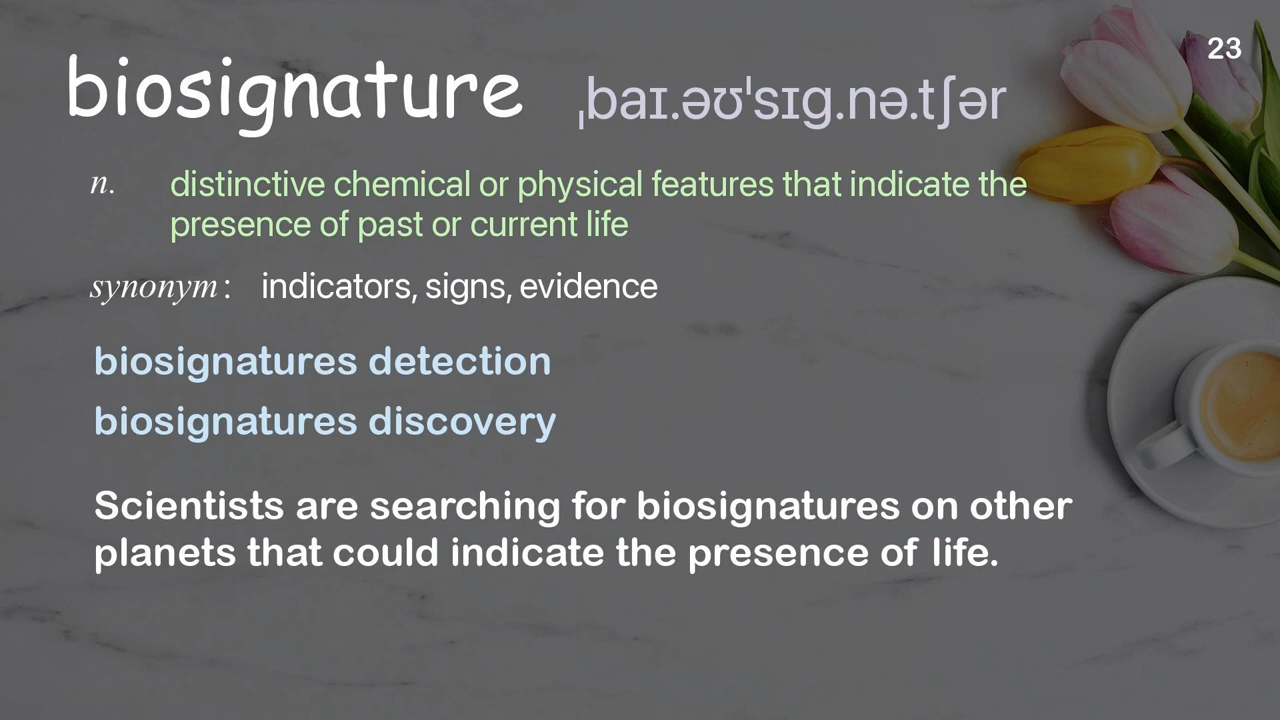 23
biosignature ˌbaɪ.əʊˈsɪɡ.nə.tʃər
n. distinctive chemical or physical features that indicate the
presence of past or current life
synonym: indicators, signs, evidence
biosignatures detection
biosignatures discovery
Scientists are searching for biosignatures on other
planets that could indicate the presence of life.